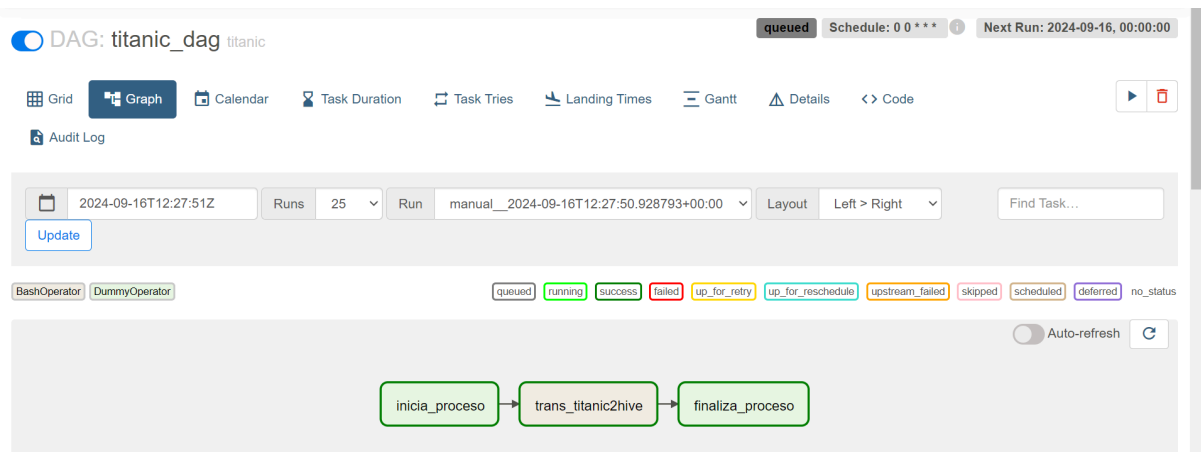 DAG: titanic_dag titanic
queued Schedule: 0 0 * * * i Next Run: 2024-09-16, 00:00:00
Grid Graph Calendar Task Duration Task Tries Landing Times Gantt Details <> Code
Audit Log
2024-09-16T12:27:51Z Runs 25 Run manual__2024-09-16T12:27:50.928793+00:00 Layout Left > Right Find Task...
Update
BashOperator DummyOperator queued running success failed up_for_retry up_for_reschedule upstream_failed skipped scheduled deferred no_status
Auto-refresh
inicia_proceso trans_titanic2hive finaliza_proceso